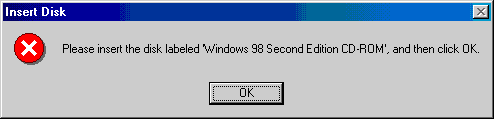 Insert Disk
Please insert the disk labeled 'Windows 98 Second Edition CD-ROM', and then click OK.
OK